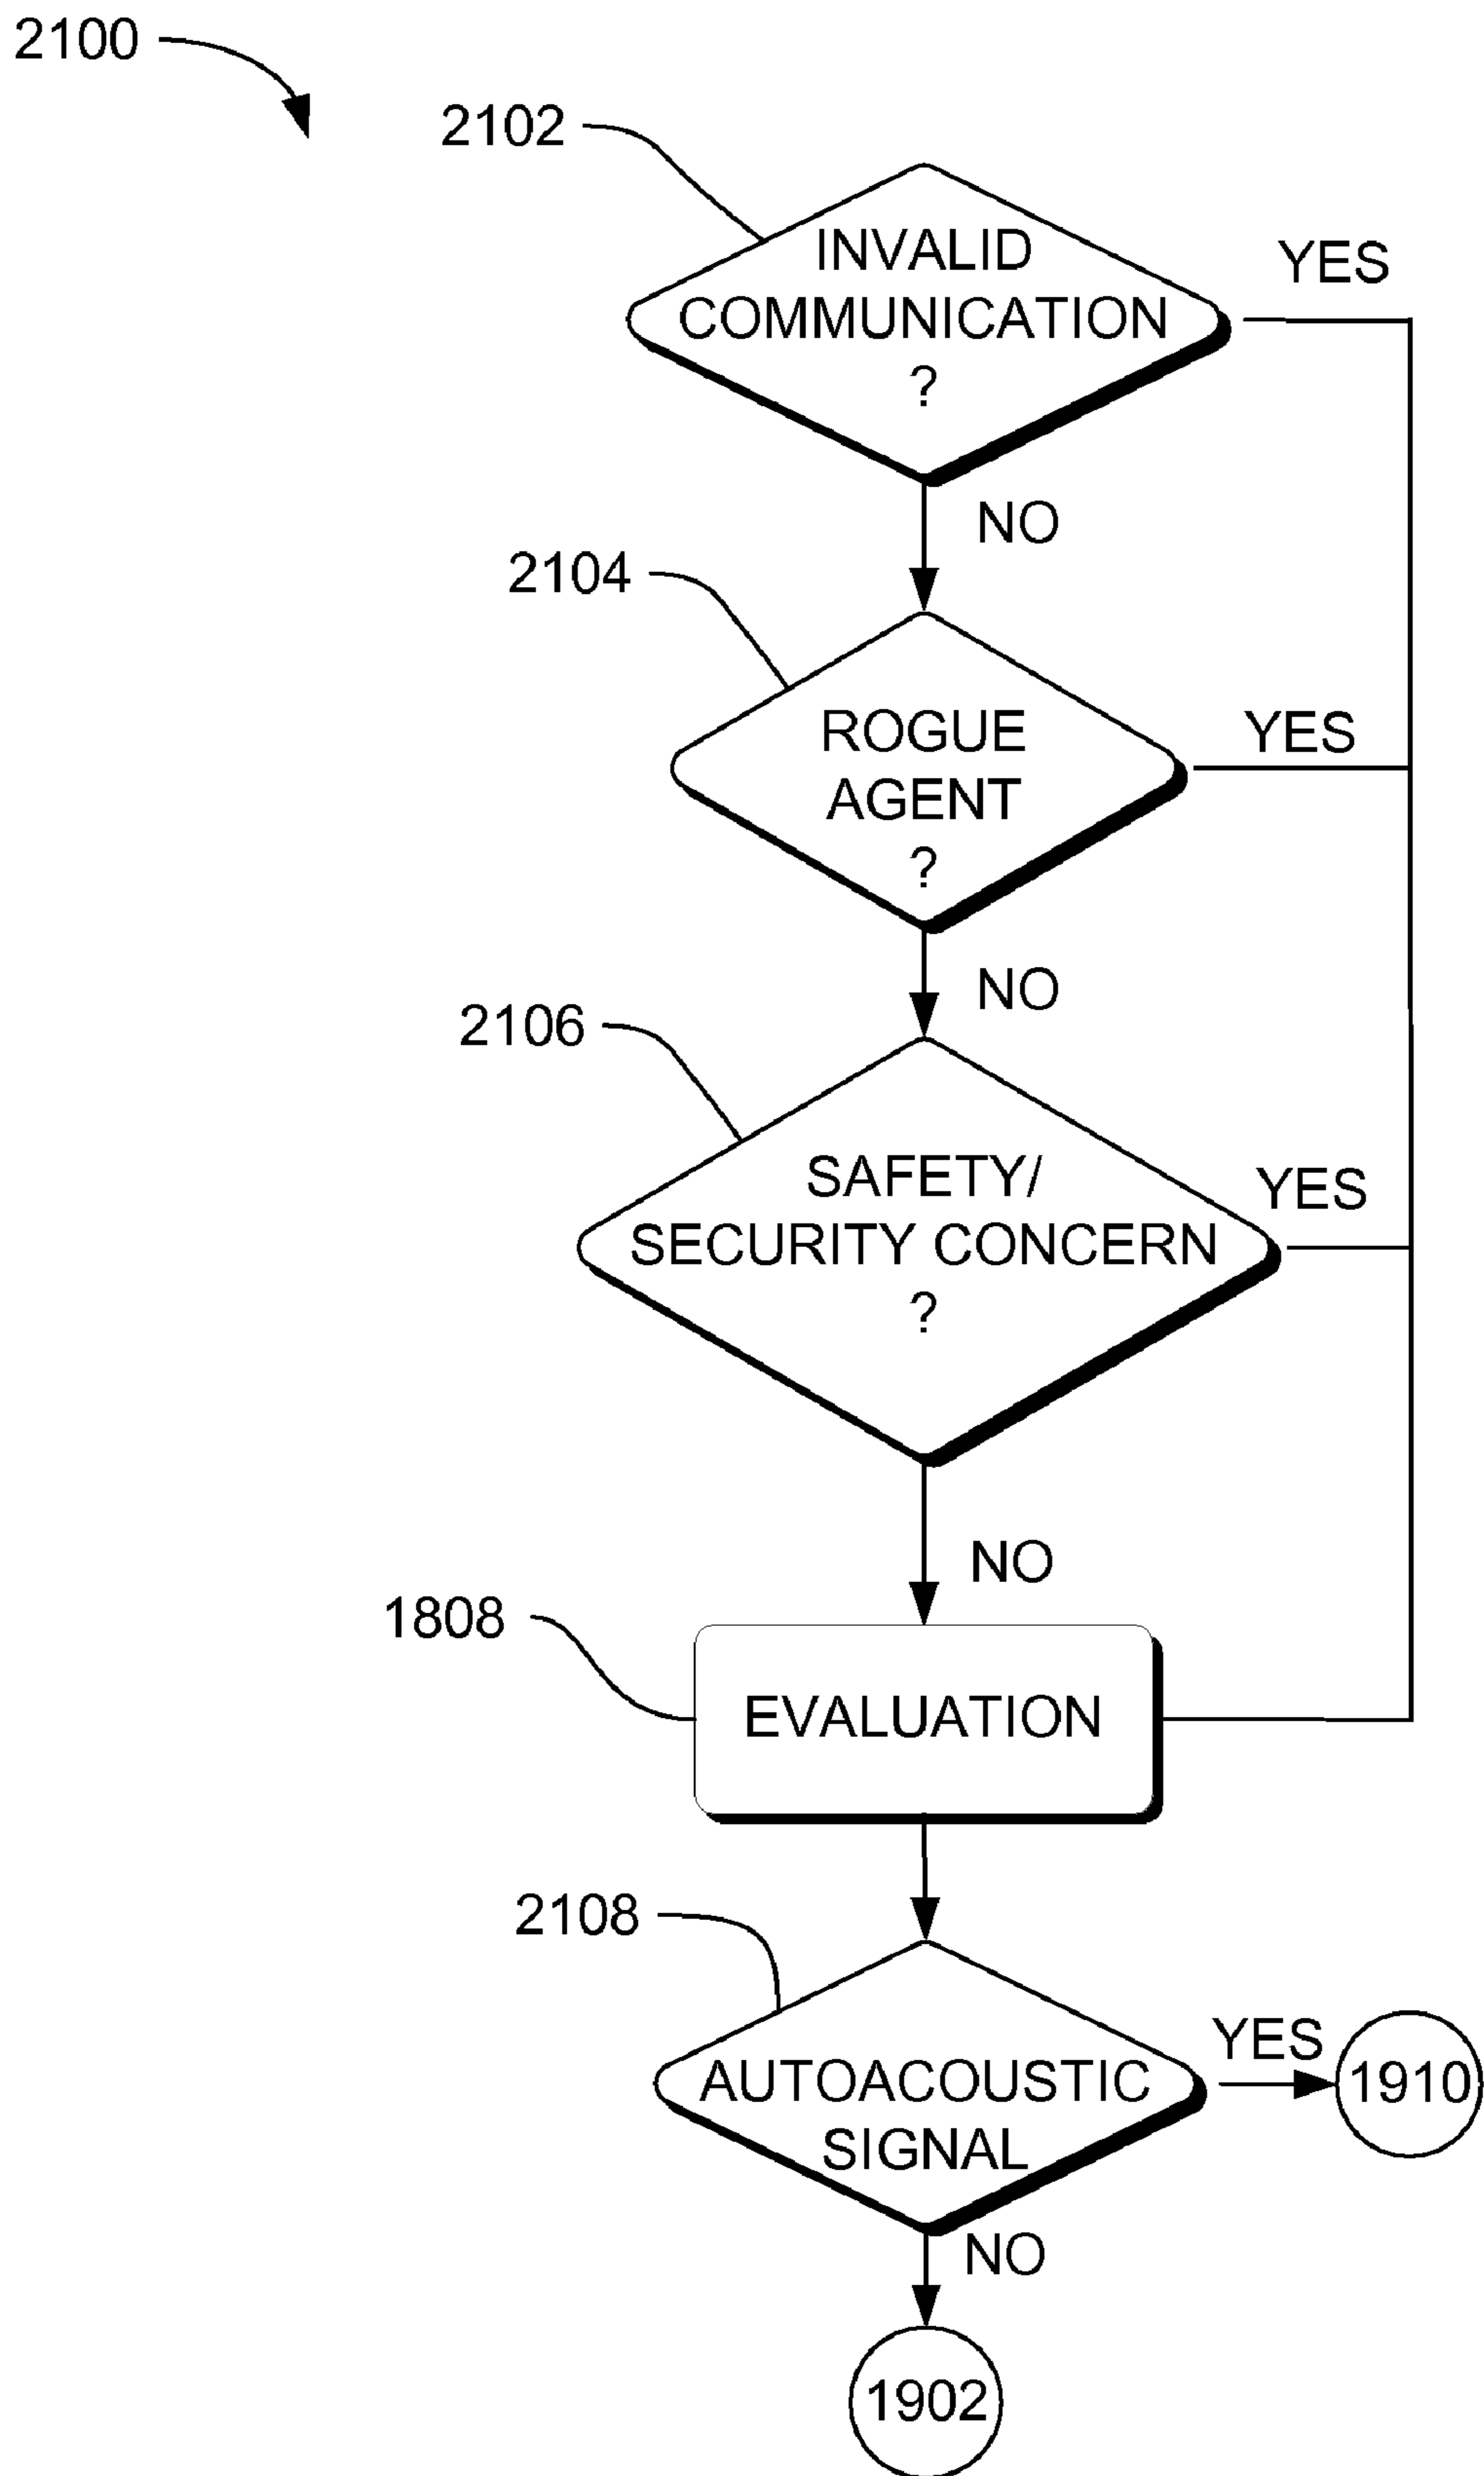 2100
2102
INVALID
COMMUNICATION
?
YES
NO
2104
ROGUE
AGENT
?
YES
NO
2106
SAFETY/
SECURITY CONCERN
?
YES
NO
1808
EVALUATION
2108
AUTOACOUSTIC
SIGNAL
YES
1910
NO
1902